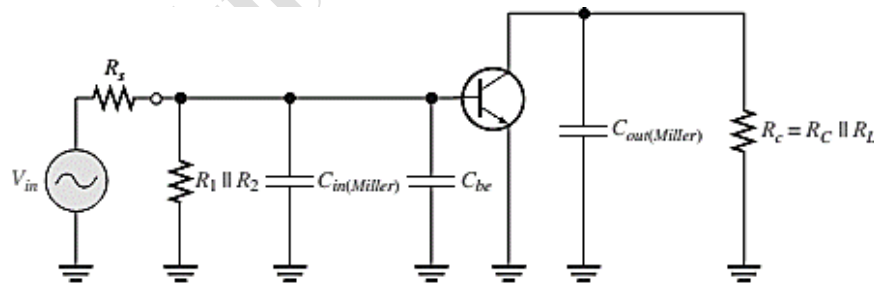 R_s
V_in
R_1 || R_2
C_in(Miller)
C_be
C_out(Miller)
R_c = R_C || R_L